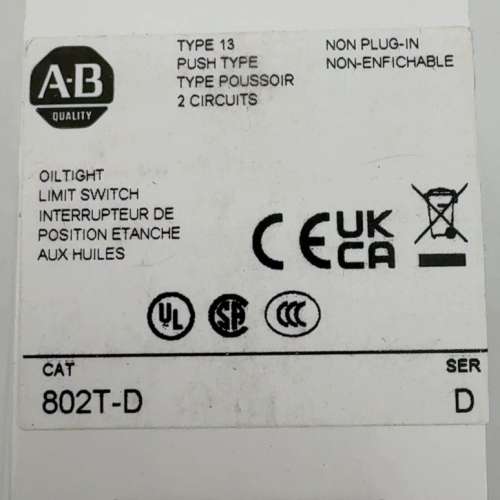 A-B
QUALITY
TYPE 13
PUSH TYPE
TYPE POUSSOIR
2 CIRCUITS
NON PLUG-IN
NON-ENFICHABLE
OILTIGHT
LIMIT SWITCH
INTERRUPTEUR DE
POSITION ETANCHE
AUX HUILES
CE
UK
CA
UL
SA
CCC
CAT
802T-D
SER
D